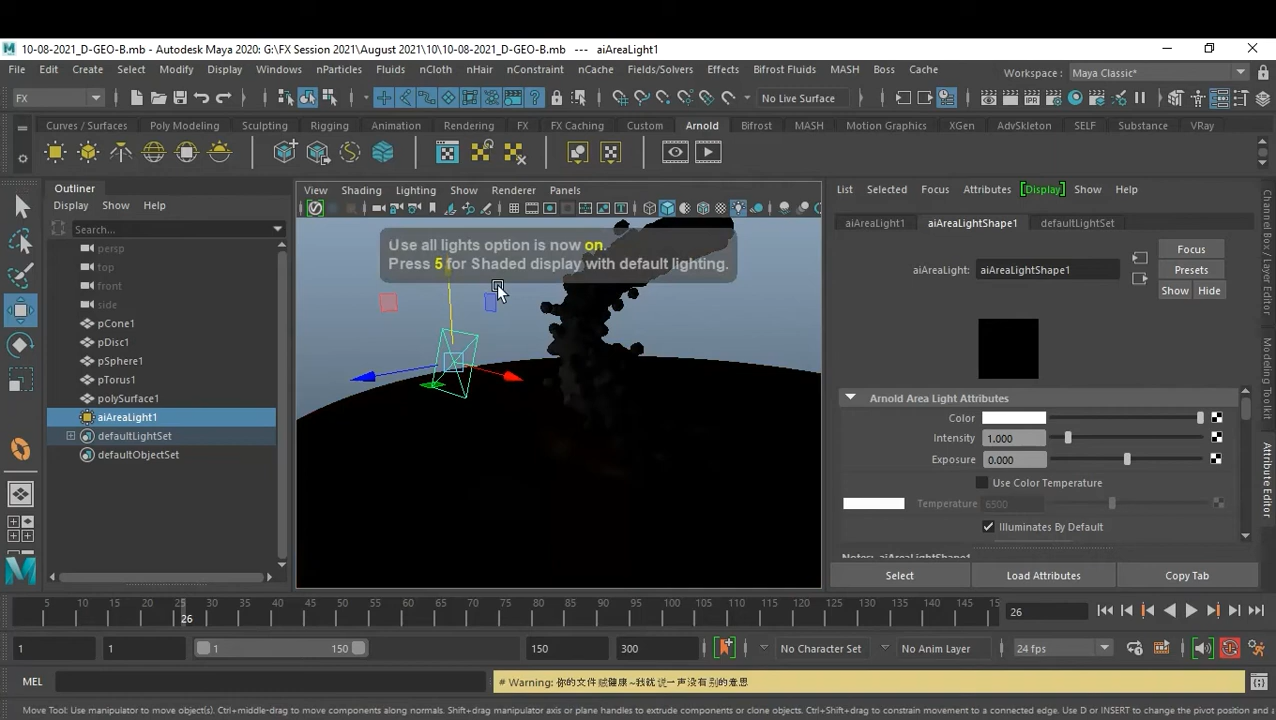 10-08-2021_D-GEO-B.mb - Autodesk Maya 2020: G:\FX Session 2021\August 2021\10\10-08-2021_D-GEO-B.mb --- aiAreaLight1
File Edit Create Select Modify Display Windows nParticles Fluids nCloth nHair nConstraint nCache Fields/Solvers Effects Bifrost Fluids MASH Boss Cache
Workspace : Maya Classic*
FX
No Live Surface
Curves / Surfaces Poly Modeling Sculpting Rigging Animation Rendering FX FX Caching Custom Arnold Bifrost MASH Motion Graphics XGen AdvSkeleton SELF Substance VRay
Outliner
Display Show Help
Search...
persp
top
front
side
pCone1
pDisc1
pSphere1
pTorus1
polySurface1
aiAreaLight1
defaultLightSet
defaultObjectSet
View Shading Lighting Show Renderer Panels
Use all lights option is now on.
Press 5 for Shaded display with default lighting.
List Selected Focus Attributes [Display] Show Help
aiAreaLight1 aiAreaLightShape1 defaultLightSet
aiAreaLight: aiAreaLightShape1
Focus
Presets
Show Hide
Arnold Area Light Attributes
Color
Intensity 1.000
Exposure 0.000
Use Color Temperature
Temperature 6500
Illuminates By Default
Notes: aiAreaLightShape1
Select Load Attributes Copy Tab
Channel Box / Layer Editor
Modeling Toolkit
Attribute Editor
5 10 15 20 25 30 35 40 45 50 55 60 65 70 75 80 85 90 95 100 105 110 115 120 125 130 135 140 145 15
26
26
1 1 1 150 150 300 No Character Set No Anim Layer 24 fps
MEL
# Warning: 你的文件贼健康~我就说一声没有别的意思
Move Tool: Use manipulator to move object(s). Ctrl+middle-drag to move components along normals. Shift+drag manipulator axis or plane handles to extrude components or clone objects. Ctrl+Shift+drag to constrain movement to a connected edge. Use D or INSERT to change the pivot position and a